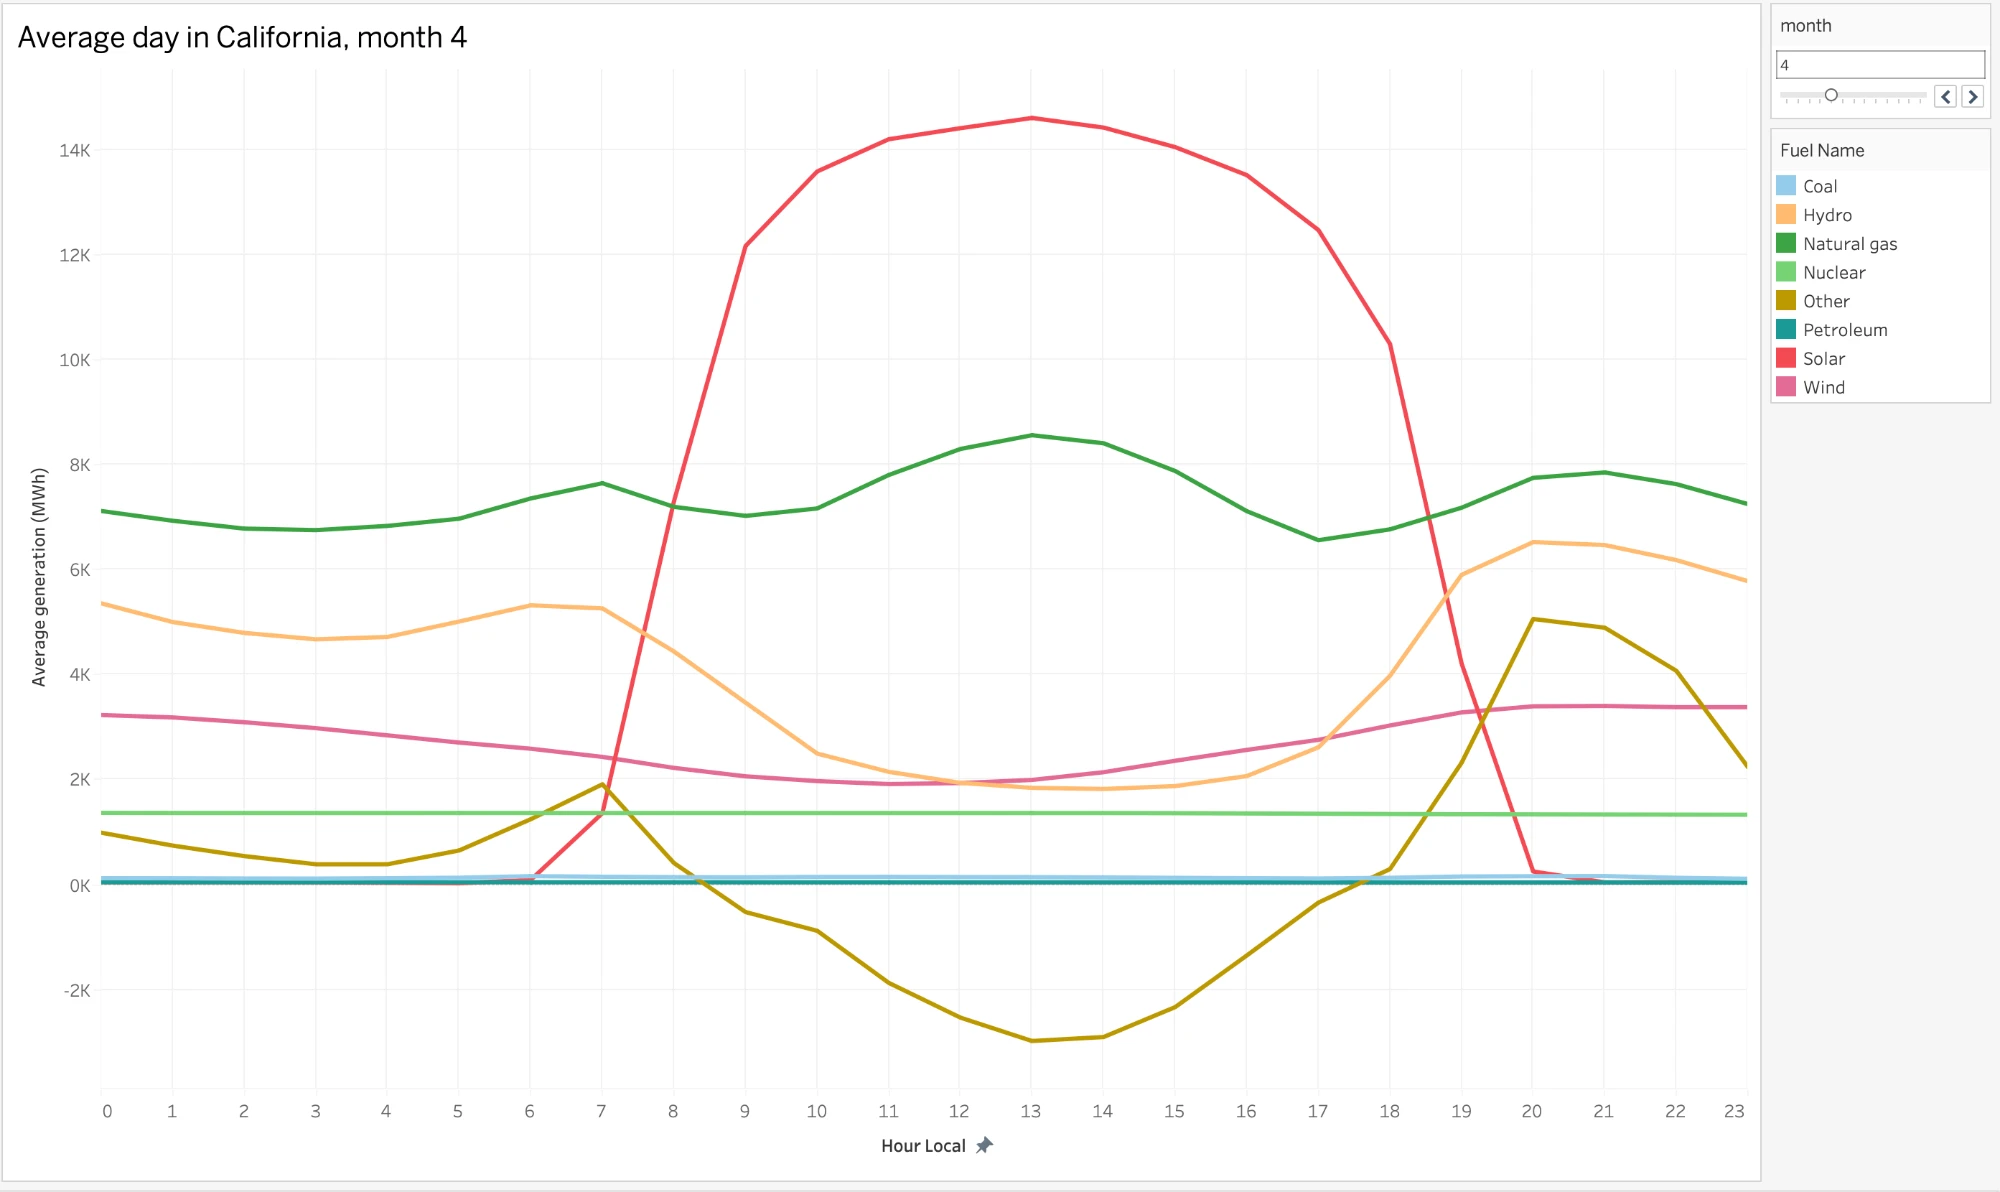 Average day in California, month 4
14K
12K
10K
8K
6K
4K
2K
0K
-2K
Average generation (MWh)
0 1 2 3 4 5 6 7 8 9 10 11 12 13 14 15 16 17 18 19 20 21 22 23
Hour Local
month
4
Fuel Name
Coal
Hydro
Natural gas
Nuclear
Other
Petroleum
Solar
Wind